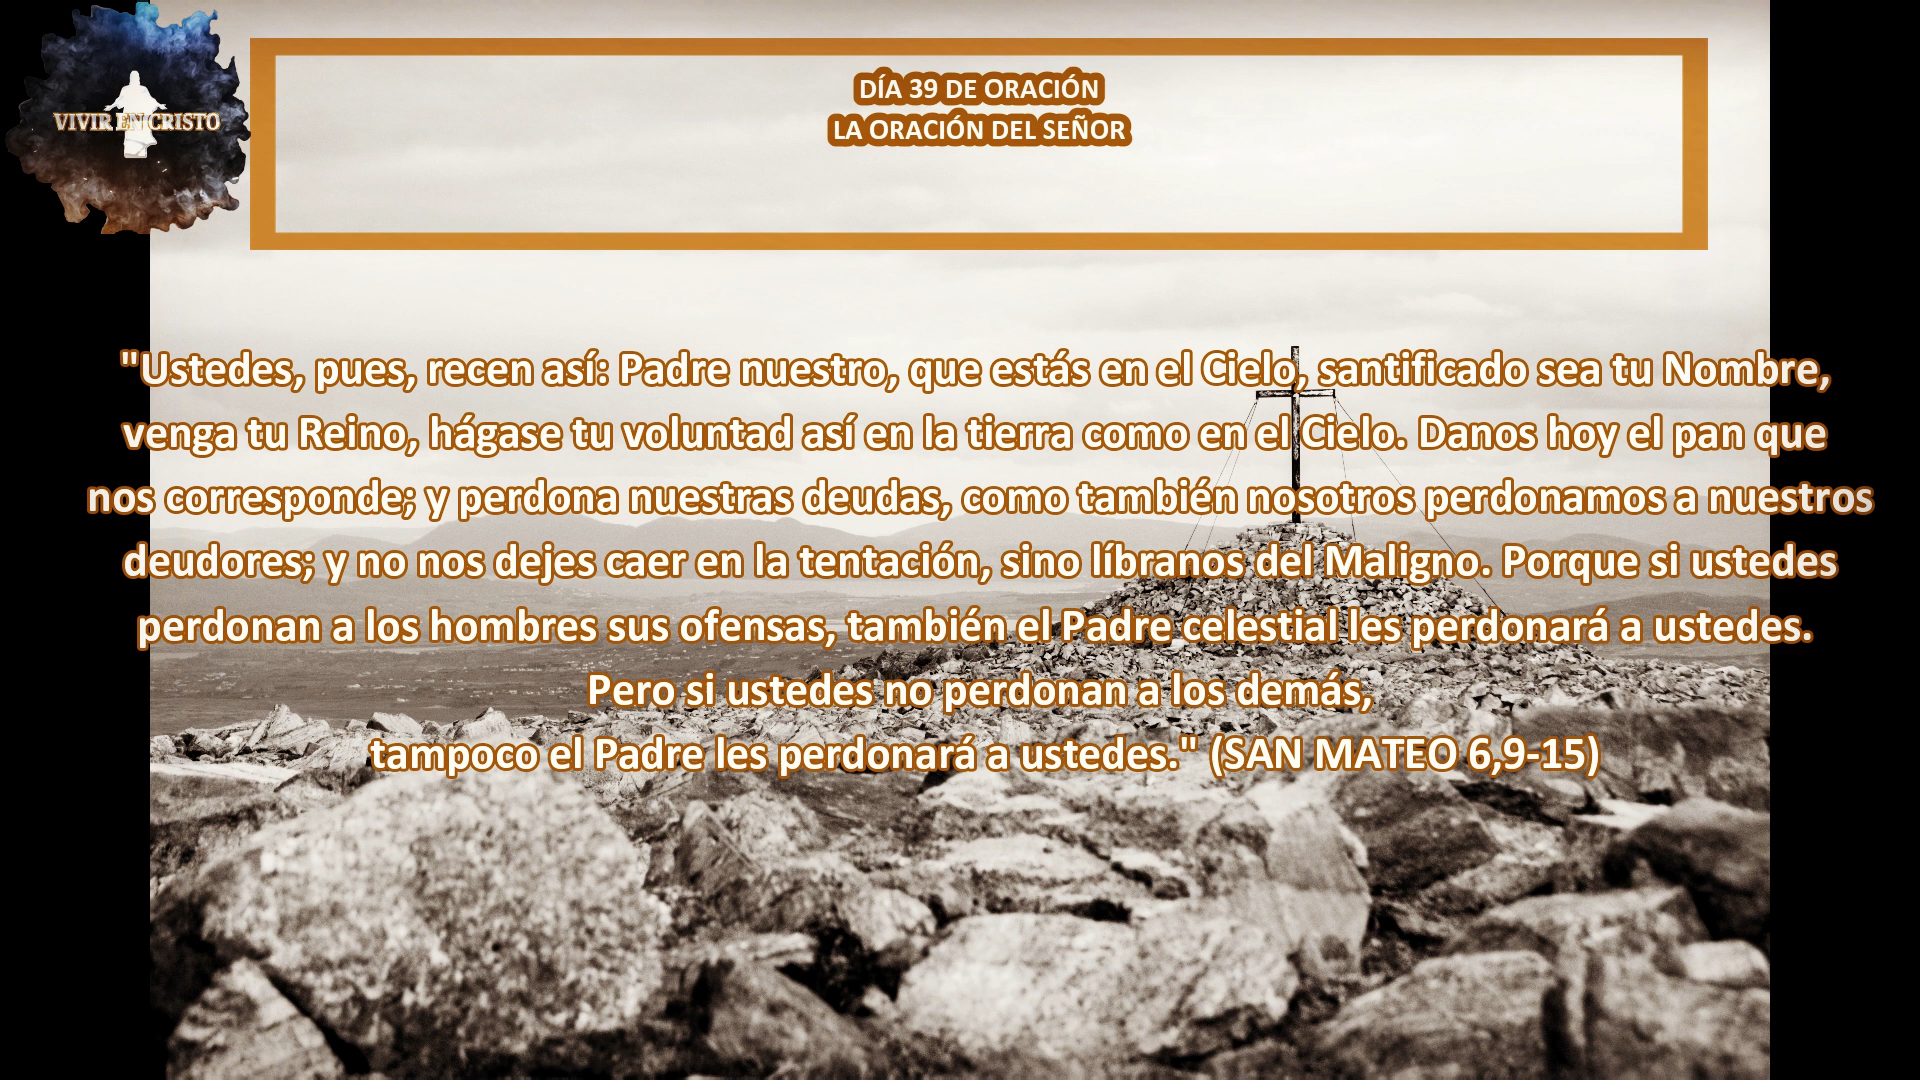 VIVIR EN CRISTO
DÍA 39 DE ORACIÓN
LA ORACIÓN DEL SEÑOR
"Ustedes, pues, recen así: Padre nuestro, que estás en el Cielo, santificado sea tu Nombre,
venga tu Reino, hágase tu voluntad así en la tierra como en el Cielo. Danos hoy el pan que
nos corresponde; y perdona nuestras deudas, como también nosotros perdonamos a nuestros
deudores; y no nos dejes caer en la tentación, sino líbranos del Maligno. Porque si ustedes
perdonan a los hombres sus ofensas, también el Padre celestial les perdonará a ustedes.
Pero si ustedes no perdonan a los demás,
tampoco el Padre les perdonará a ustedes." (SAN MATEO 6,9-15)